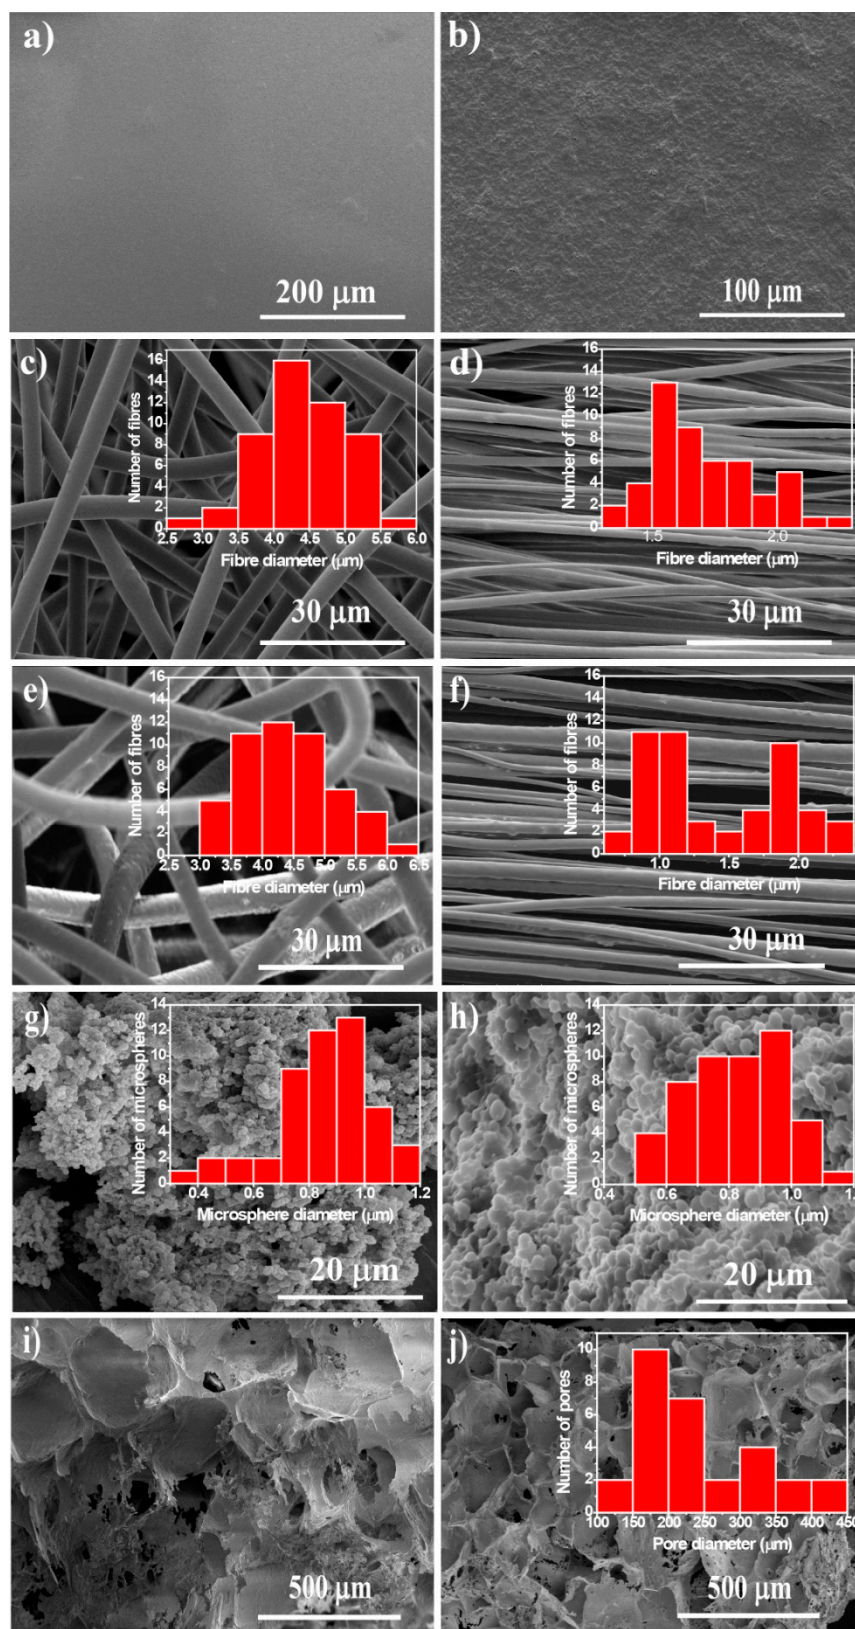 a)
200 μm
b)
100 μm
c)
Number of fibres
16
14
12
10
8
6
4
2
0
2.5 3.0 3.5 4.0 4.5 5.0 5.5 6.0
Fibre diameter (μm)
30 μm
d)
Number of fibres
16
14
12
10
8
6
4
2
0
1.5 2.0
Fibre diameter (μm)
30 μm
e)
Number of fibres
16
14
12
10
8
6
4
2
0
2.5 3.0 3.5 4.0 4.5 5.0 5.5 6.0 6.5
Fibre diameter (μm)
30 μm
f)
Number of fibres
16
14
12
10
8
6
4
2
0
1.0 1.5 2.0
Fibre diameter (μm)
30 μm
g)
Number of microspheres
14
12
10
8
6
4
2
0
0.4 0.6 0.8 1.0 1.2
Microsphere diameter (μm)
20 μm
h)
Number of microspheres
14
12
10
8
6
4
2
0
0.4 0.6 0.8 1.0
Microsphere diameter (μm)
20 μm
i)
500 μm
j)
Number of pores
10
8
6
4
2
0
100 150 200 250 300 350 400 450
Pore diameter (μm)
500 μm